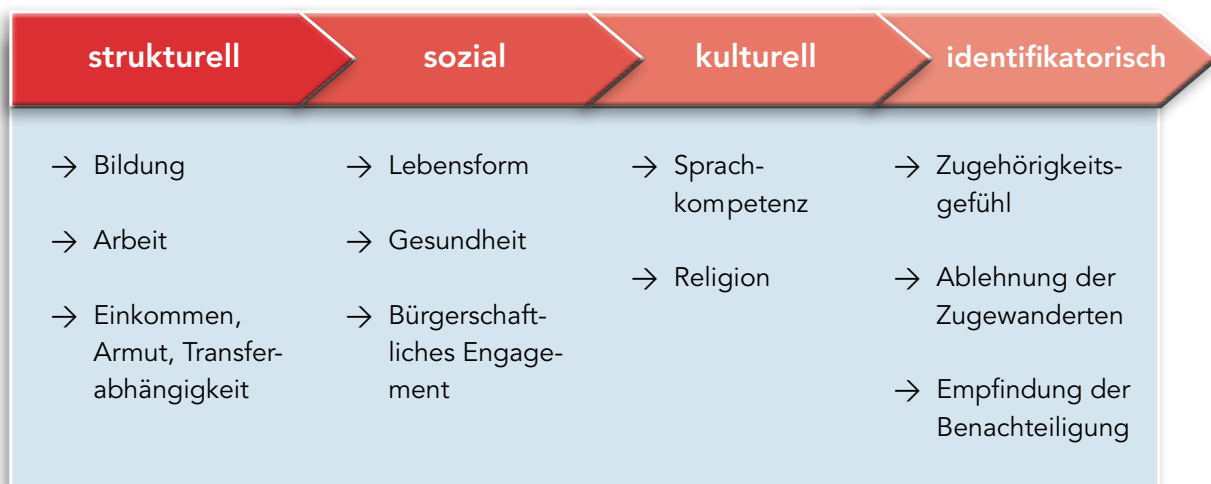 strukturell
sozial
kulturell
identifikatorisch
→ Bildung
→ Arbeit
→ Einkommen,
Armut, Transfer-
abhängigkeit
→ Lebensform
→ Gesundheit
→ Bürgerschaft-
liches Engage-
ment
→ Sprach-
kompetenz
→ Religion
→ Zugehörigkeits-
gefühl
→ Ablehnung der
Zugewanderten
→ Empfindung der
Benachteiligung